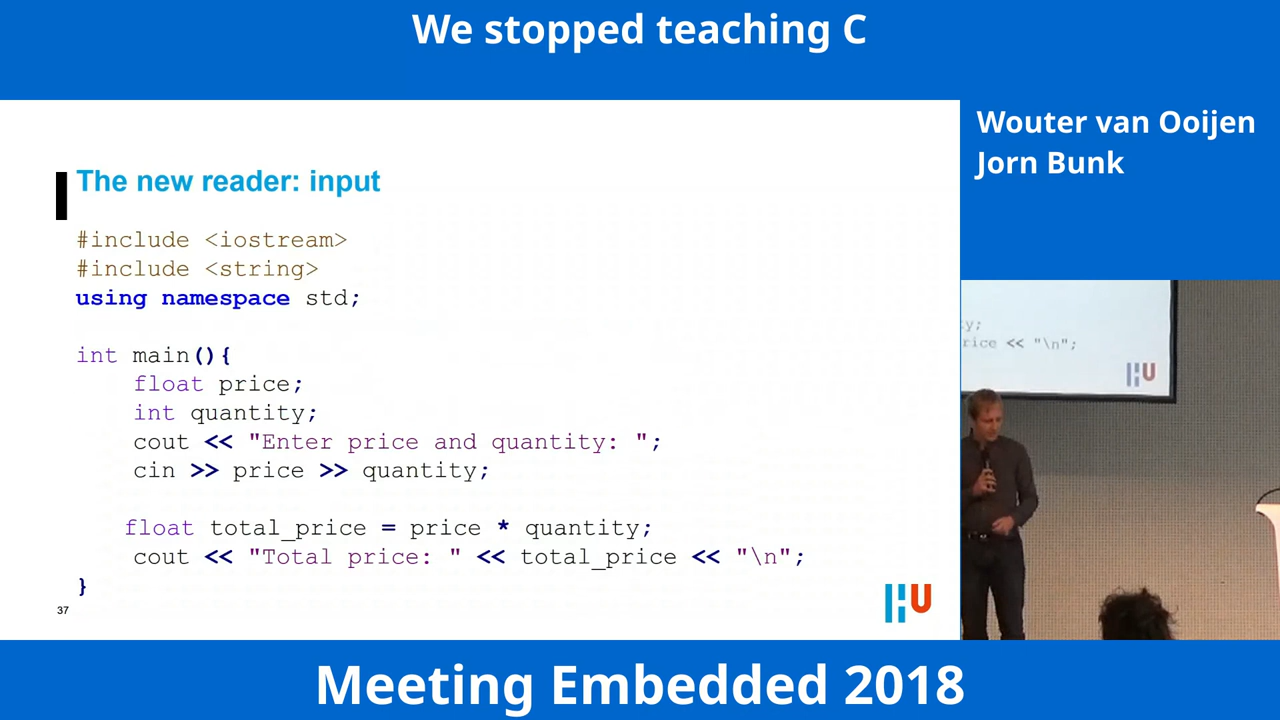 We stopped teaching C
Wouter van Ooijen
Jorn Bunk
The new reader: input
#include <iostream>
#include <string>
using namespace std;
int main(){
float price;
int quantity;
cout << "Enter price and quantity: ";
cin >> price >> quantity;
float total_price = price * quantity;
cout << "Total price: " << total_price << "\n";
}
37
HU
y;
rice << "\n";
HU
Meeting Embedded 2018